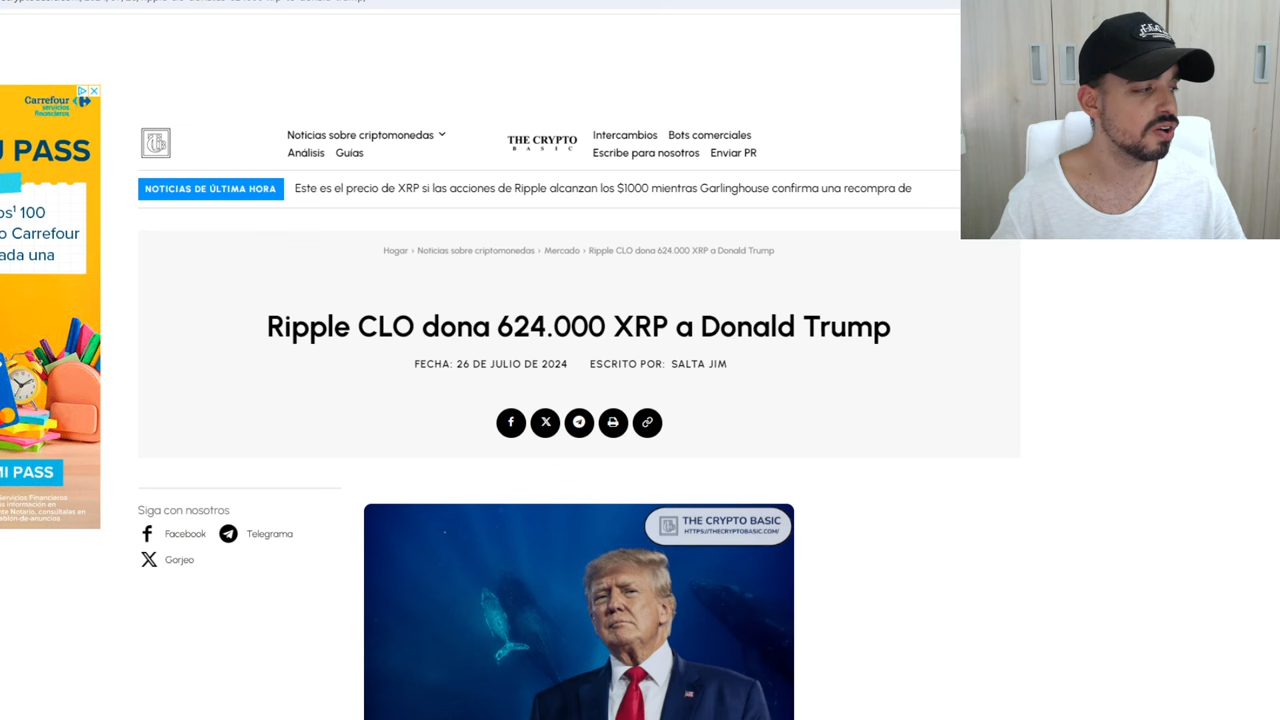 Carrefour
servicios
financieros
U PASS
os¹ 100
o Carrefour
ada una
MI PASS
Noticias sobre criptomonedas
Análisis Guías
THE CRYPTO
BASIC
Intercambios Bots comerciales
Escribe para nosotros Enviar PR
NOTICIAS DE ÚLTIMA HORA
Este es el precio de XRP si las acciones de Ripple alcanzan los $1000 mientras Garlinghouse confirma una recompra de
Hogar › Noticias sobre criptomonedas › Mercado › Ripple CLO dona 624.000 XRP a Donald Trump
Ripple CLO dona 624.000 XRP a Donald Trump
FECHA: 26 DE JULIO DE 2024 ESCRITO POR: SALTA JIM
Siga con nosotros
Facebook Telegrama
Gorjeo
THE CRYPTO BASIC
HTTPS://THECRYPTOBASIC.COM/